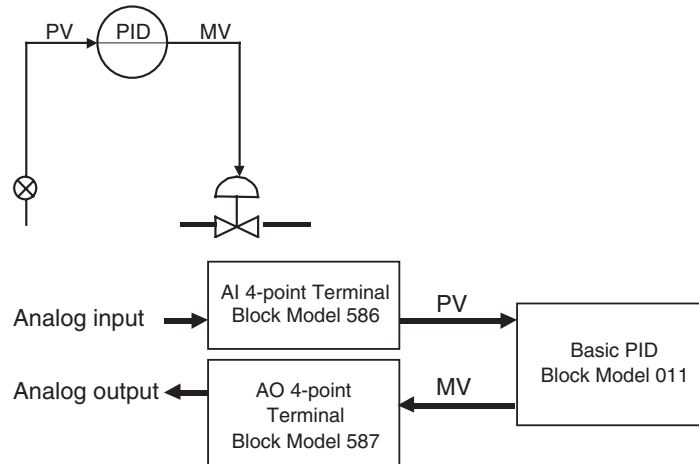 PV
PID
MV
AI 4-point Terminal
Block Model 586
Analog input
PV
Basic PID
Block Model 011
Analog output
AO 4-point
Terminal
Block Model 587
MV